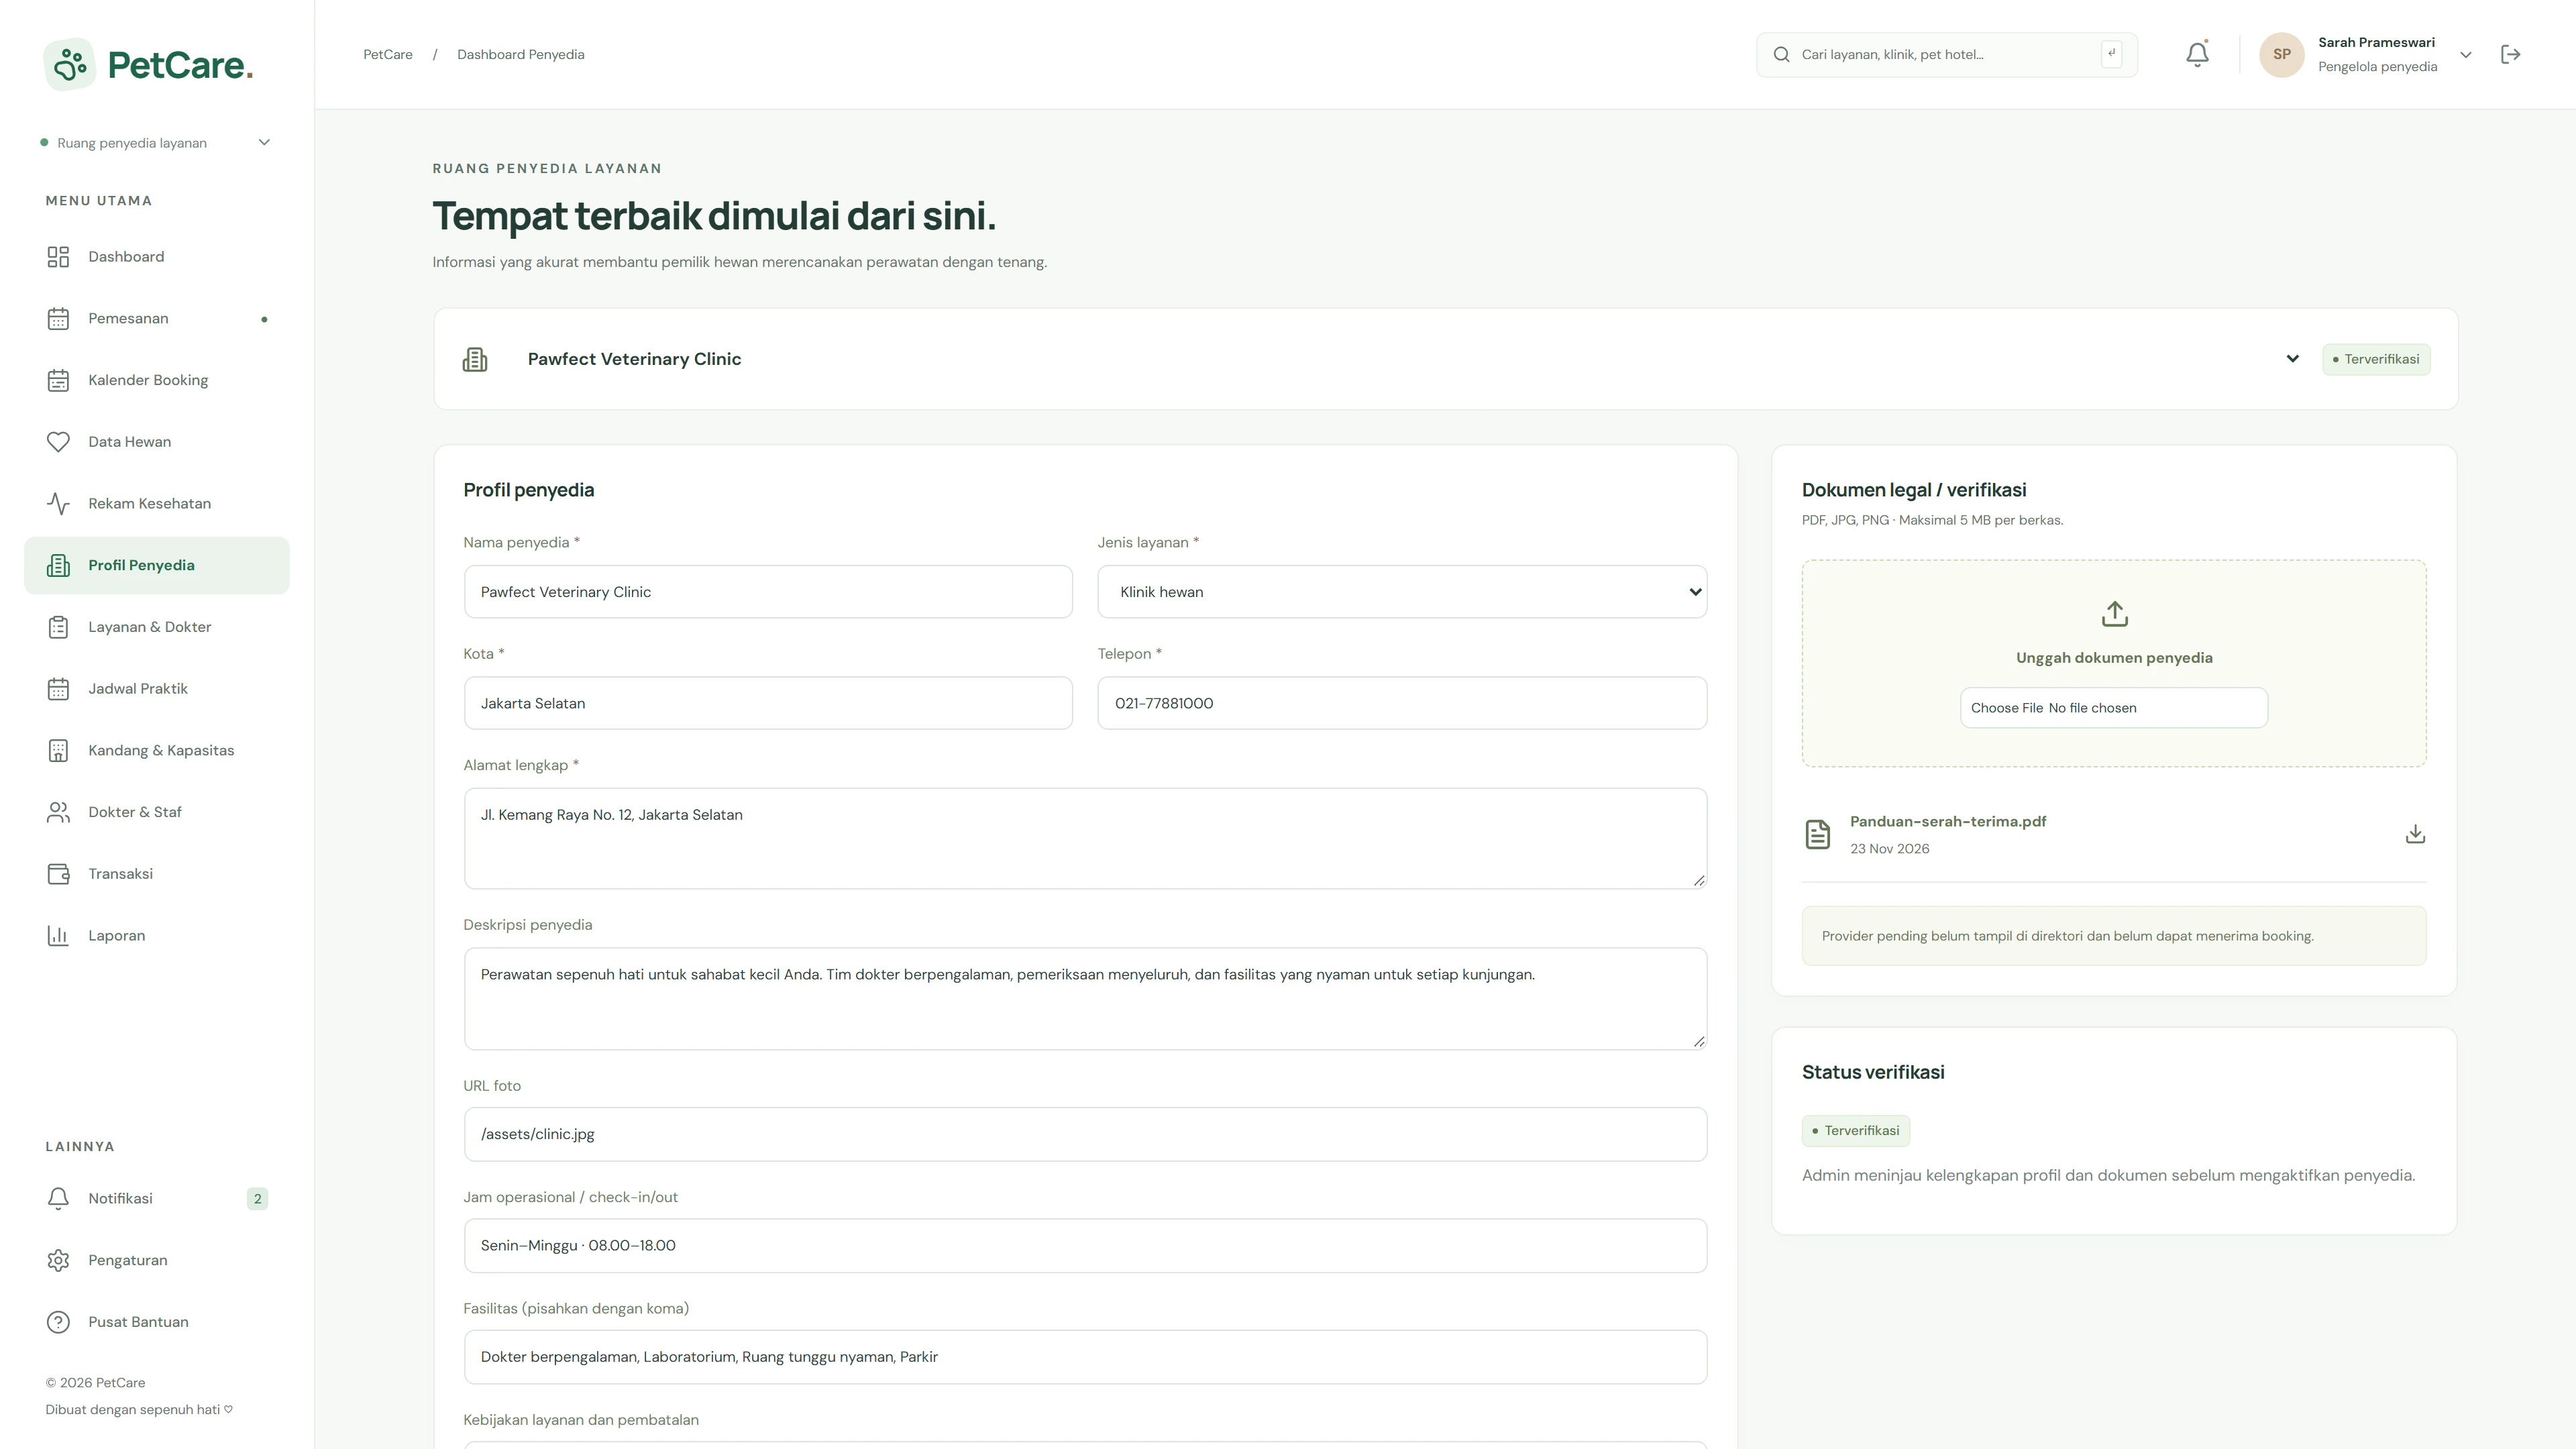 PetCare.
Ruang penyedia layanan
MENU UTAMA
Dashboard
Pemesanan
Kalender Booking
Data Hewan
Rekam Kesehatan
Profil Penyedia
Layanan & Dokter
Jadwal Praktik
Kandang & Kapasitas
Dokter & Staf
Transaksi
Laporan
LAINNYA
Notifikasi 2
Pengaturan
Pusat Bantuan
© 2026 PetCare
Dibuat dengan sepenuh hati ♡
PetCare / Dashboard Penyedia
Cari layanan, klinik, pet hotel...
SP
Sarah Prameswari
Pengelola penyedia
RUANG PENYEDIA LAYANAN
Tempat terbaik dimulai dari sini.
Informasi yang akurat membantu pemilik hewan merencanakan perawatan dengan tenang.
Pawfect Veterinary Clinic
Terverifikasi
Profil penyedia
Nama penyedia *
Pawfect Veterinary Clinic
Jenis layanan *
Klinik hewan
Kota *
Jakarta Selatan
Telepon *
021-77881000
Alamat lengkap *
Jl. Kemang Raya No. 12, Jakarta Selatan
Deskripsi penyedia
Perawatan sepenuh hati untuk sahabat kecil Anda. Tim dokter berpengalaman, pemeriksaan menyeluruh, dan fasilitas yang nyaman untuk setiap kunjungan.
URL foto
/assets/clinic.jpg
Jam operasional / check-in/out
Senin–Minggu · 08.00–18.00
Fasilitas (pisahkan dengan koma)
Dokter berpengalaman, Laboratorium, Ruang tunggu nyaman, Parkir
Kebijakan layanan dan pembatalan
Dokumen legal / verifikasi
PDF, JPG, PNG · Maksimal 5 MB per berkas.
Unggah dokumen penyedia
Choose File No file chosen
Panduan-serah-terima.pdf
23 Nov 2026
Provider pending belum tampil di direktori dan belum dapat menerima booking.
Status verifikasi
Terverifikasi
Admin meninjau kelengkapan profil dan dokumen sebelum mengaktifkan penyedia.